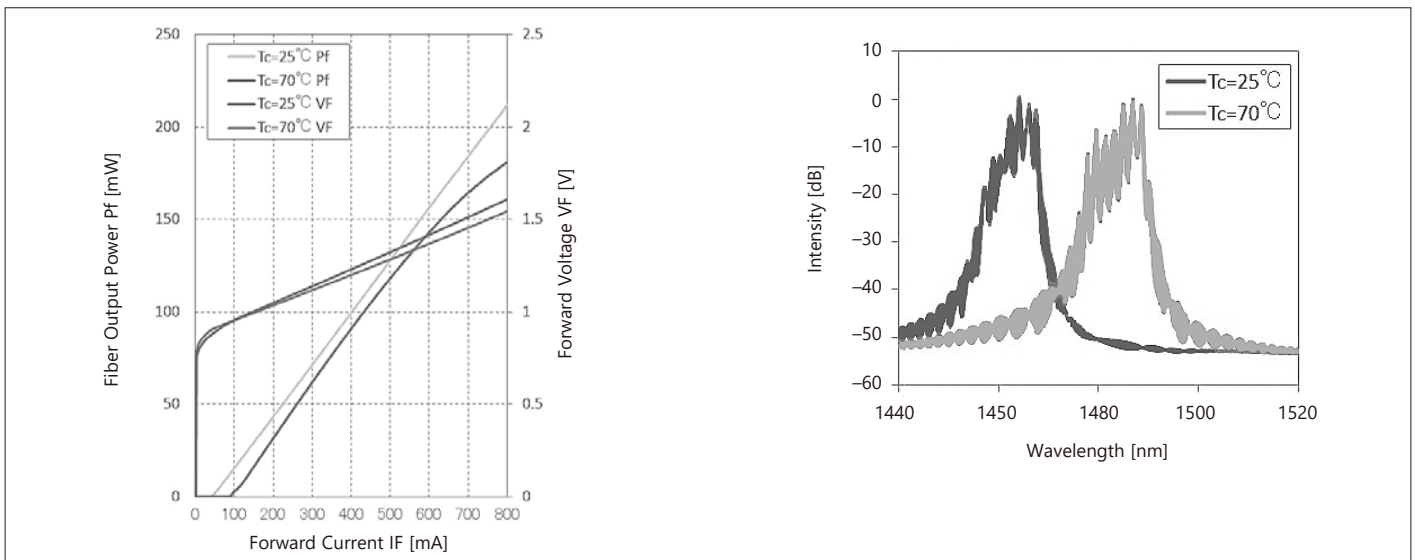 250
200
150
100
50
0
Fiber Output Power Pf [mW]
Tc=25℃ Pf
Tc=70℃ Pf
Tc=25℃ VF
Tc=70℃ VF
2.5
2
1.5
1
0.5
0
Forward Voltage VF [V]
0 100 200 300 400 500 600 700 800
Forward Current IF [mA]
10
0
−10
−20
−30
−40
−50
−60
Intensity [dB]
Tc=25℃
Tc=70℃
1440 1450 1480 1500 1520
Wavelength [nm]